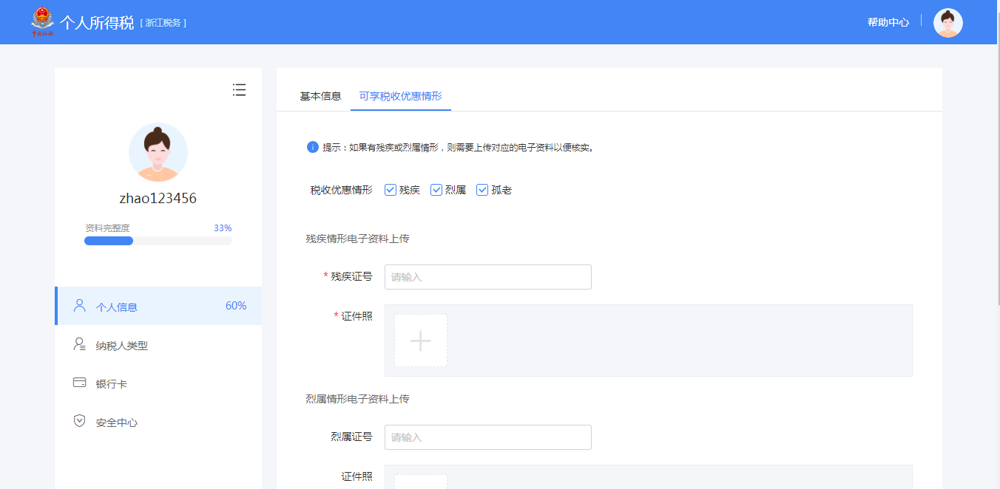 个人所得税 [ 浙江税务 ]
帮助中心
zhao123456
资料完整度 33%
个人信息 60%
纳税人类型
银行卡
安全中心
基本信息 可享税收优惠情形
提示：如果有残疾或烈属情形，则需要上传对应的电子资料以便核实。
税收优惠情形 残疾 烈属 孤老
残疾情形电子资料上传
* 残疾证号 请输入
* 证件照
烈属情形电子资料上传
烈属证号 请输入
证件照